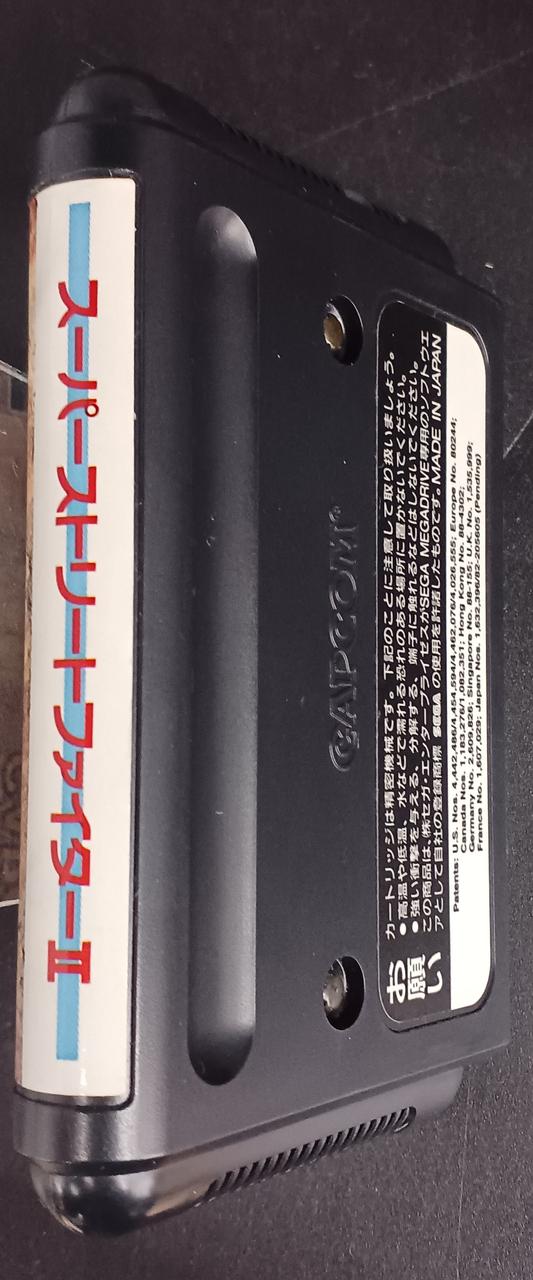 スーパーストリートファイターⅡ
CAPCOM®
お願い
カートリッジは精密機械です。下記のことに注意して取り扱いましょう。
●高温や低温、水などで濡れる恐れのある場所に置かないでください。
●強い衝撃を与える、分解する、端子に触れるなどはしないでください。
この商品は、㈱セガ・エンタープライゼスがSEGA MEGADRIVE専用のソフトウエ
アとして自社の登録商標 SEGA の使用を許諾したものです。MADE IN JAPAN
Patents: U.S. Nos. 4,442,486/4,454,594/4,462,076/4,026,555; Europe No. 80244;
Canada Nos. 1,183,276/1,082,351; Hong Kong No. 88-4302;
Germany No. 2,609,826; Singapore No. 88-155; U.K. No. 1,535,999;
France No. 1,607,029; Japan Nos. 1,632,396/82-205605 (Pending)